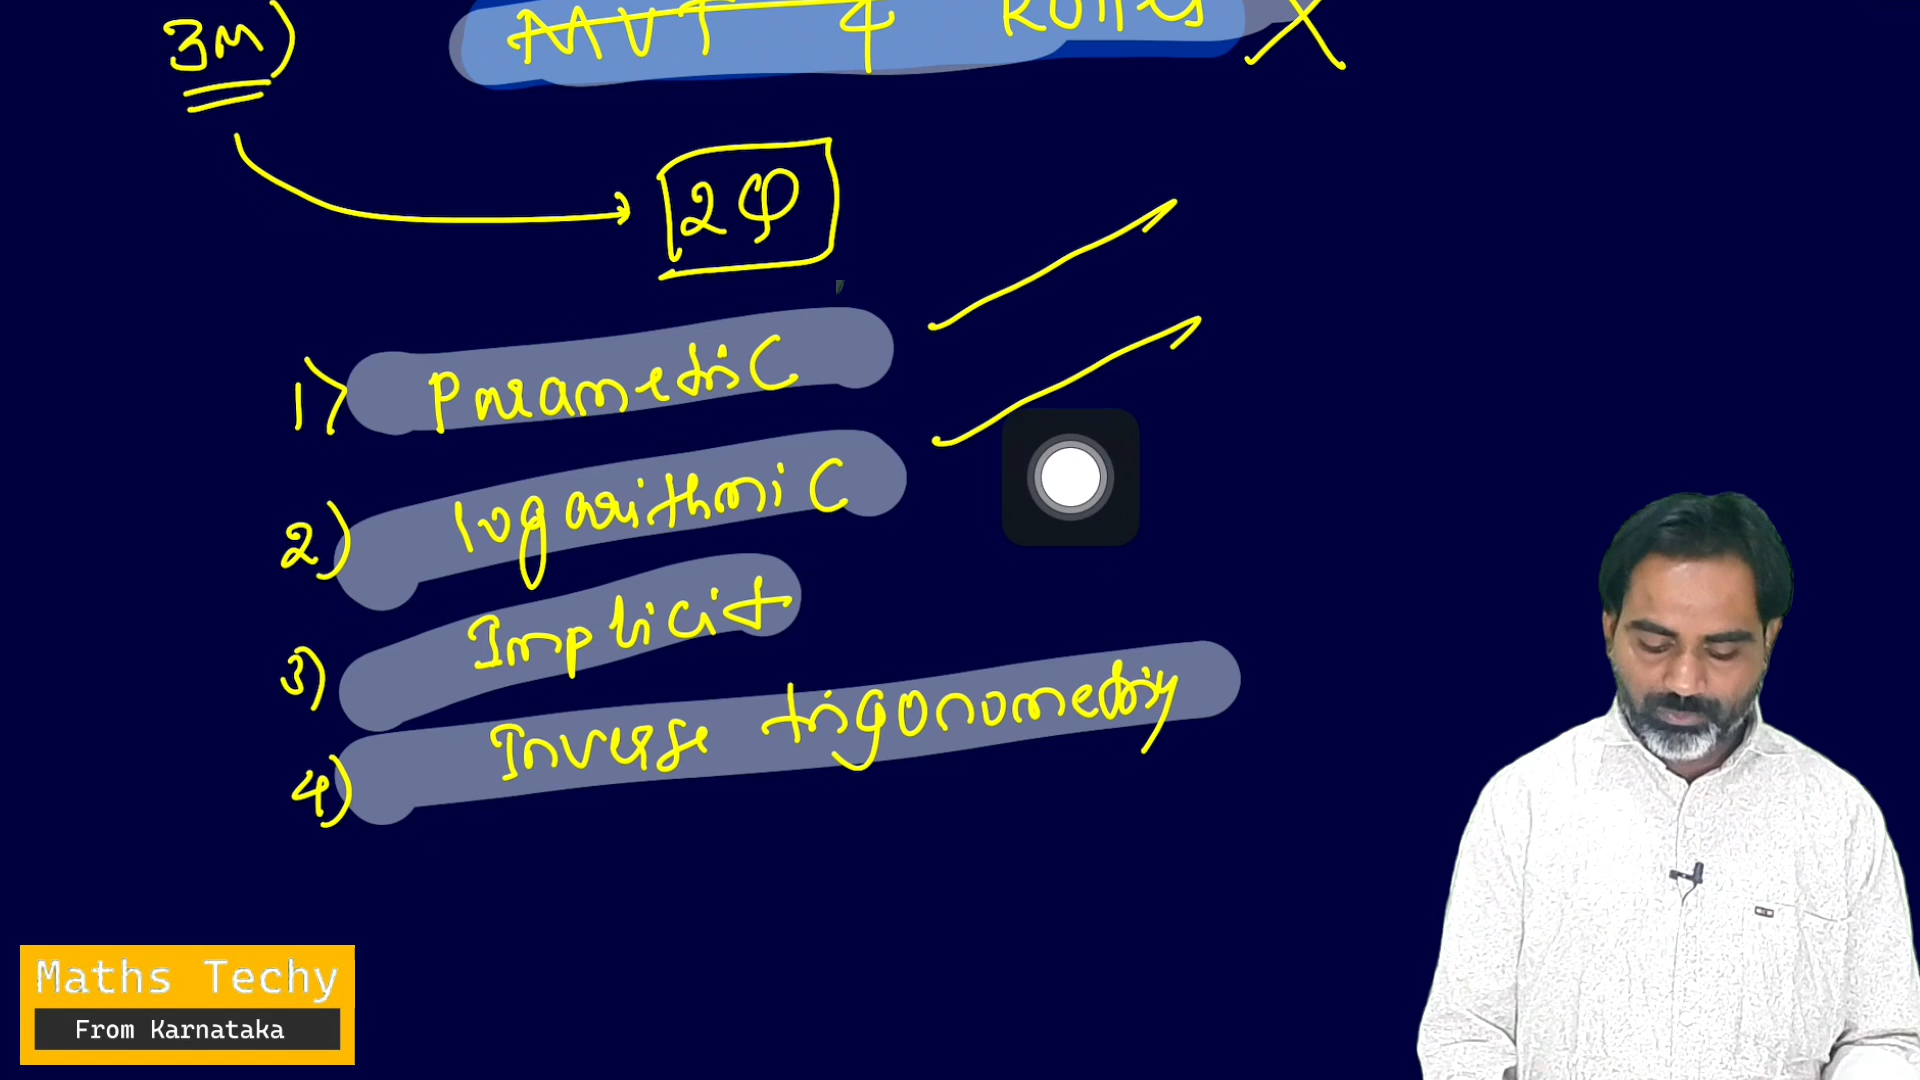 3M)
MVT & Rolle's X
2Q
1) Parametric
2) logarithmic
3) Implicit
4) Inverse trigonometry
Maths Techy
From Karnataka